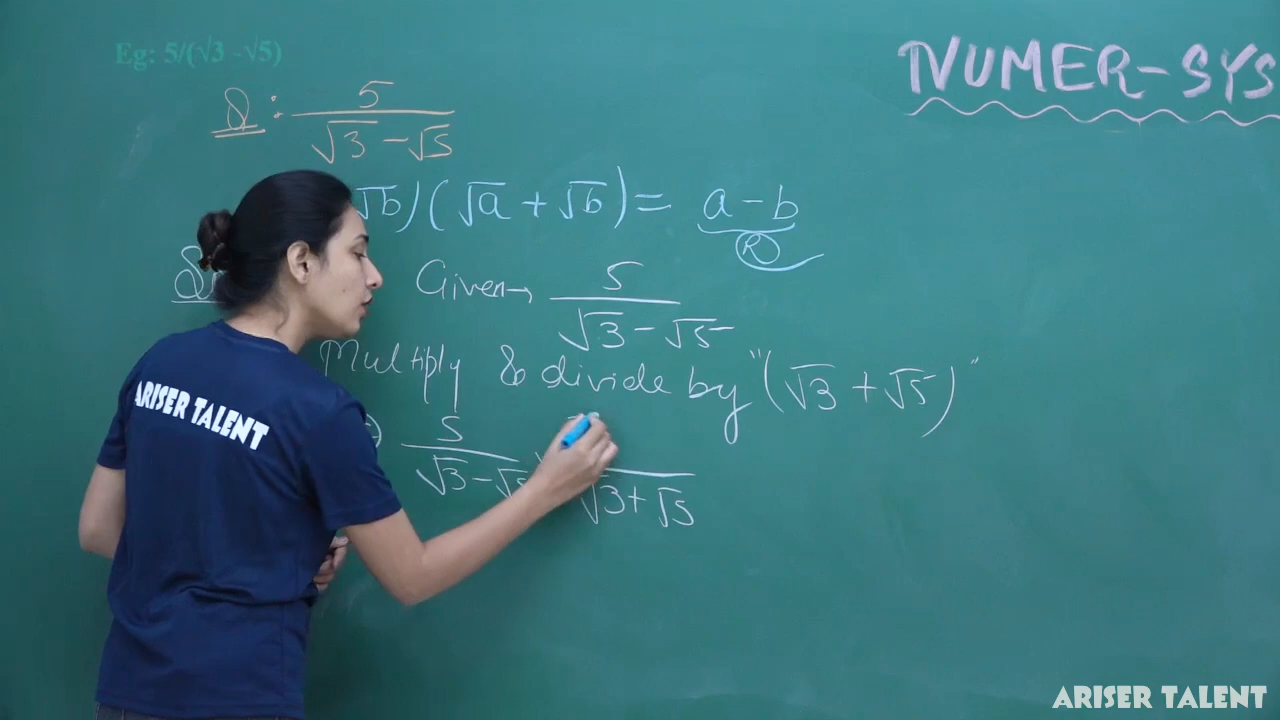 Eg: 5/(√3 -√5)
NUMER-SYS
Q: 5/(√3 - √5)
√b)(√a + √b) = a - b
R
Given → 5/(√3 - √5)
Multiply & divide by "(√3 + √5)"
5/(√3 - √5
√3 + √5
ARISER TALENT
ARISER TALENT